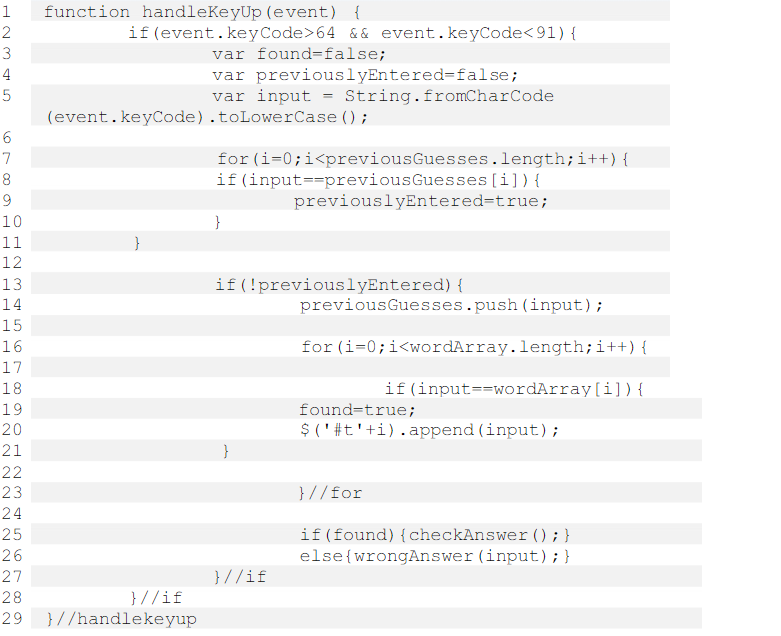 1 function handleKeyUp(event) {
2 if(event.keyCode>64 && event.keyCode<91){
3 var found=false;
4 var previouslyEntered=false;
5 var input = String.fromCharCode
(event.keyCode).toLowerCase();
6
7 for(i=0;i<previousGuesses.length;i++){
8 if(input==previousGuesses[i]){
9 previouslyEntered=true;
10 }
11 }
12
13 if(!previouslyEntered){
14 previousGuesses.push(input);
15
16 for(i=0;i<wordArray.length;i++){
17
18 if(input==wordArray[i]){
19 found=true;
20 $('#t'+i).append(input);
21 }
22
23 }//for
24
25 if(found){checkAnswer();}
26 else{wrongAnswer(input);}
27 }//if
28 }//if
29 }//handlekeyup